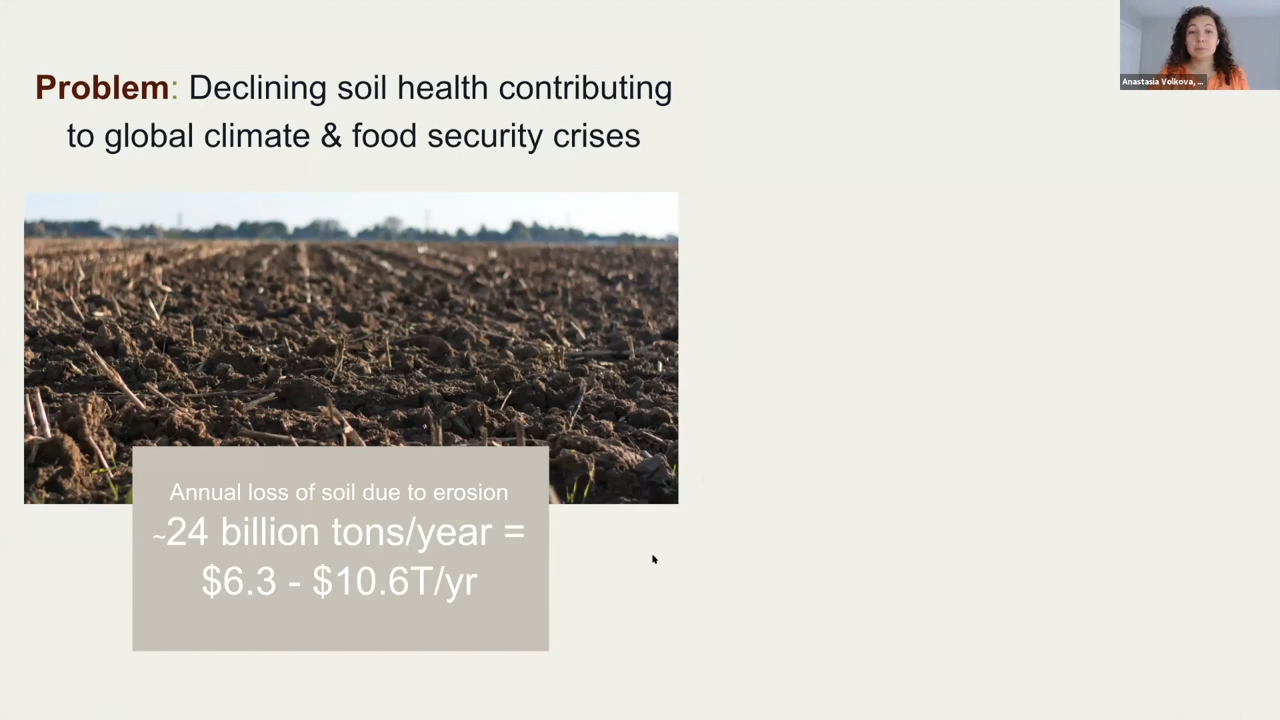 Problem: Declining soil health contributing
to global climate & food security crises
Annual loss of soil due to erosion
~24 billion tons/year =
$6.3 - $10.6T/yr
Anastasia Volkova, ...